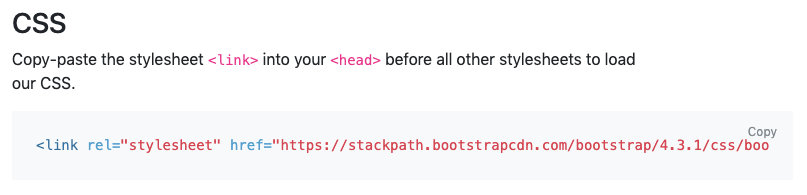 CSS
Copy-paste the stylesheet <link> into your <head> before all other stylesheets to load
our CSS.
Copy
<link rel="stylesheet" href="https://stackpath.bootstrapcdn.com/bootstrap/4.3.1/css/boo